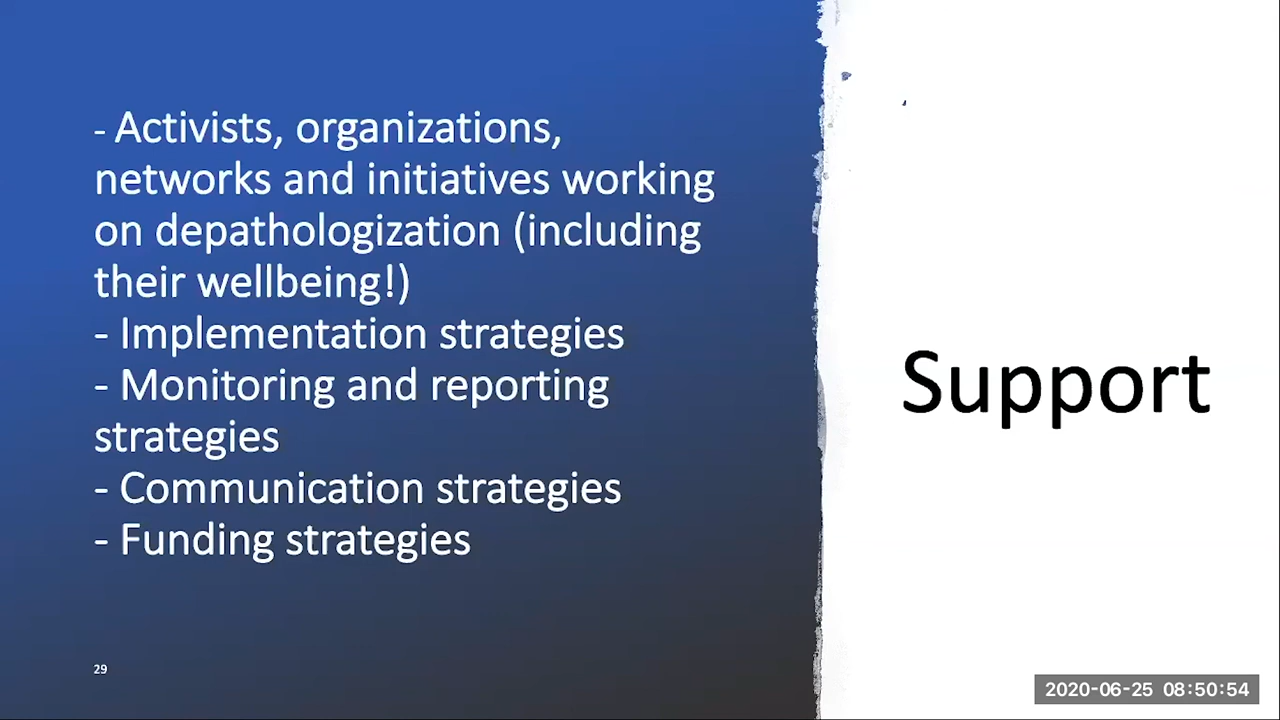 - Activists, organizations,
networks and initiatives working
on depathologization (including
their wellbeing!)
- Implementation strategies
- Monitoring and reporting
strategies
- Communication strategies
- Funding strategies
Support
29
2020-06-25 08:50:54